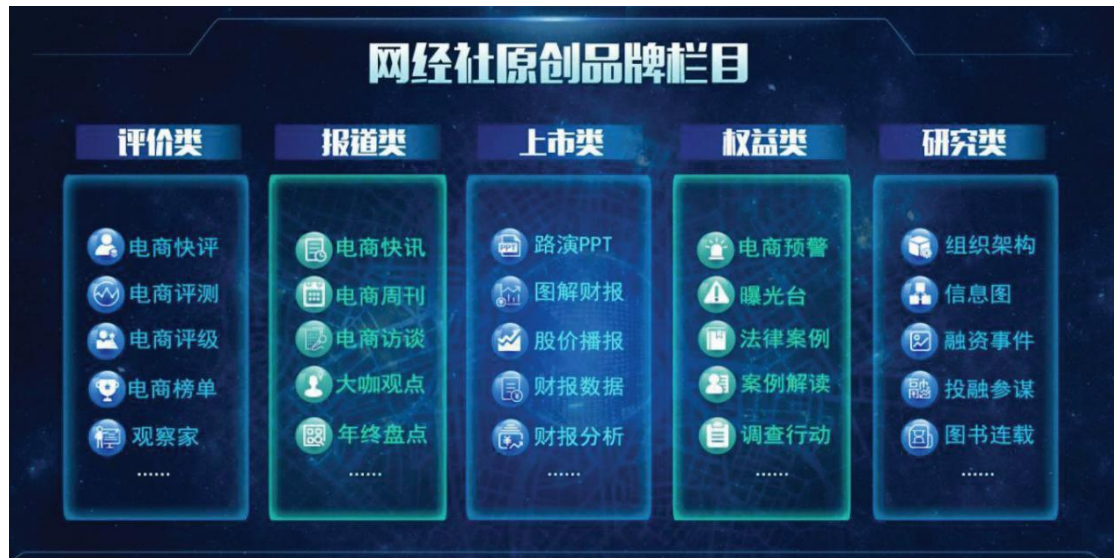 网经社原创品牌栏目
评价类
电商快评
电商评测
电商评级
电商榜单
观察家
......
报道类
电商快讯
电商周刊
电商访谈
大咖观点
年终盘点
......
上市类
路演PPT
图解财报
股价播报
财报数据
财报分析
......
权益类
电商预警
曝光台
法律案例
案例解读
调查行动
......
研究类
组织架构
信息图
融资事件
投融参谋
图书连载
......